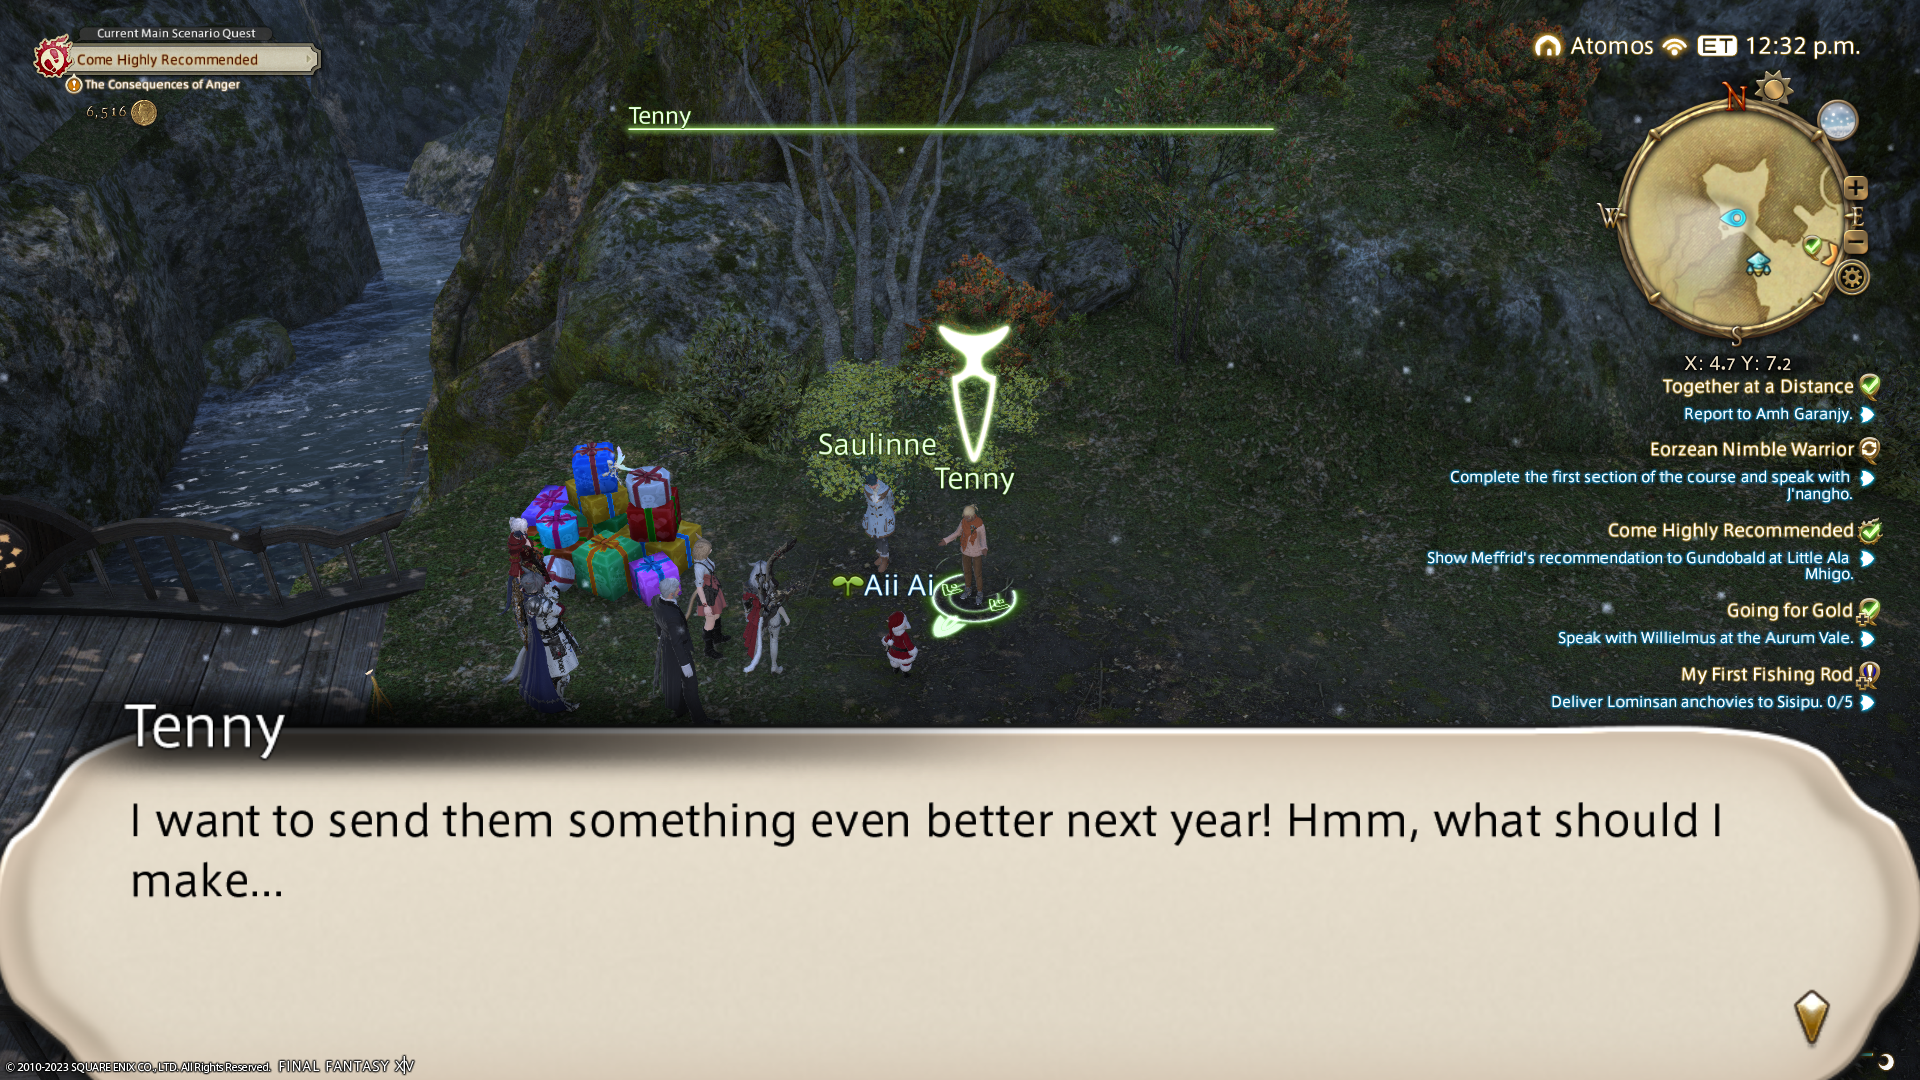 Current Main Scenario Quest
Come Highly Recommended
The Consequences of Anger
6,516
Tenny
Atomos ET 12:32 p.m.
N
W
E
S
X: 4.7 Y: 7.2
Together at a Distance
Report to Amh Garanjy.
Eorzean Nimble Warrior
Complete the first section of the course and speak with
J'nangho.
Come Highly Recommended
Show Meffrid's recommendation to Gundobald at Little Ala
Mhigo.
Going for Gold
Speak with Willielmus at the Aurum Vale.
My First Fishing Rod
Deliver Lominsan anchovies to Sisipu. 0/5
Saulinne
Tenny
Aii Ai
Tenny
I want to send them something even better next year! Hmm, what should I
make...
© 2010-2023 SQUARE ENIX CO., LTD. All Rights Reserved. FINAL FANTASY XIV